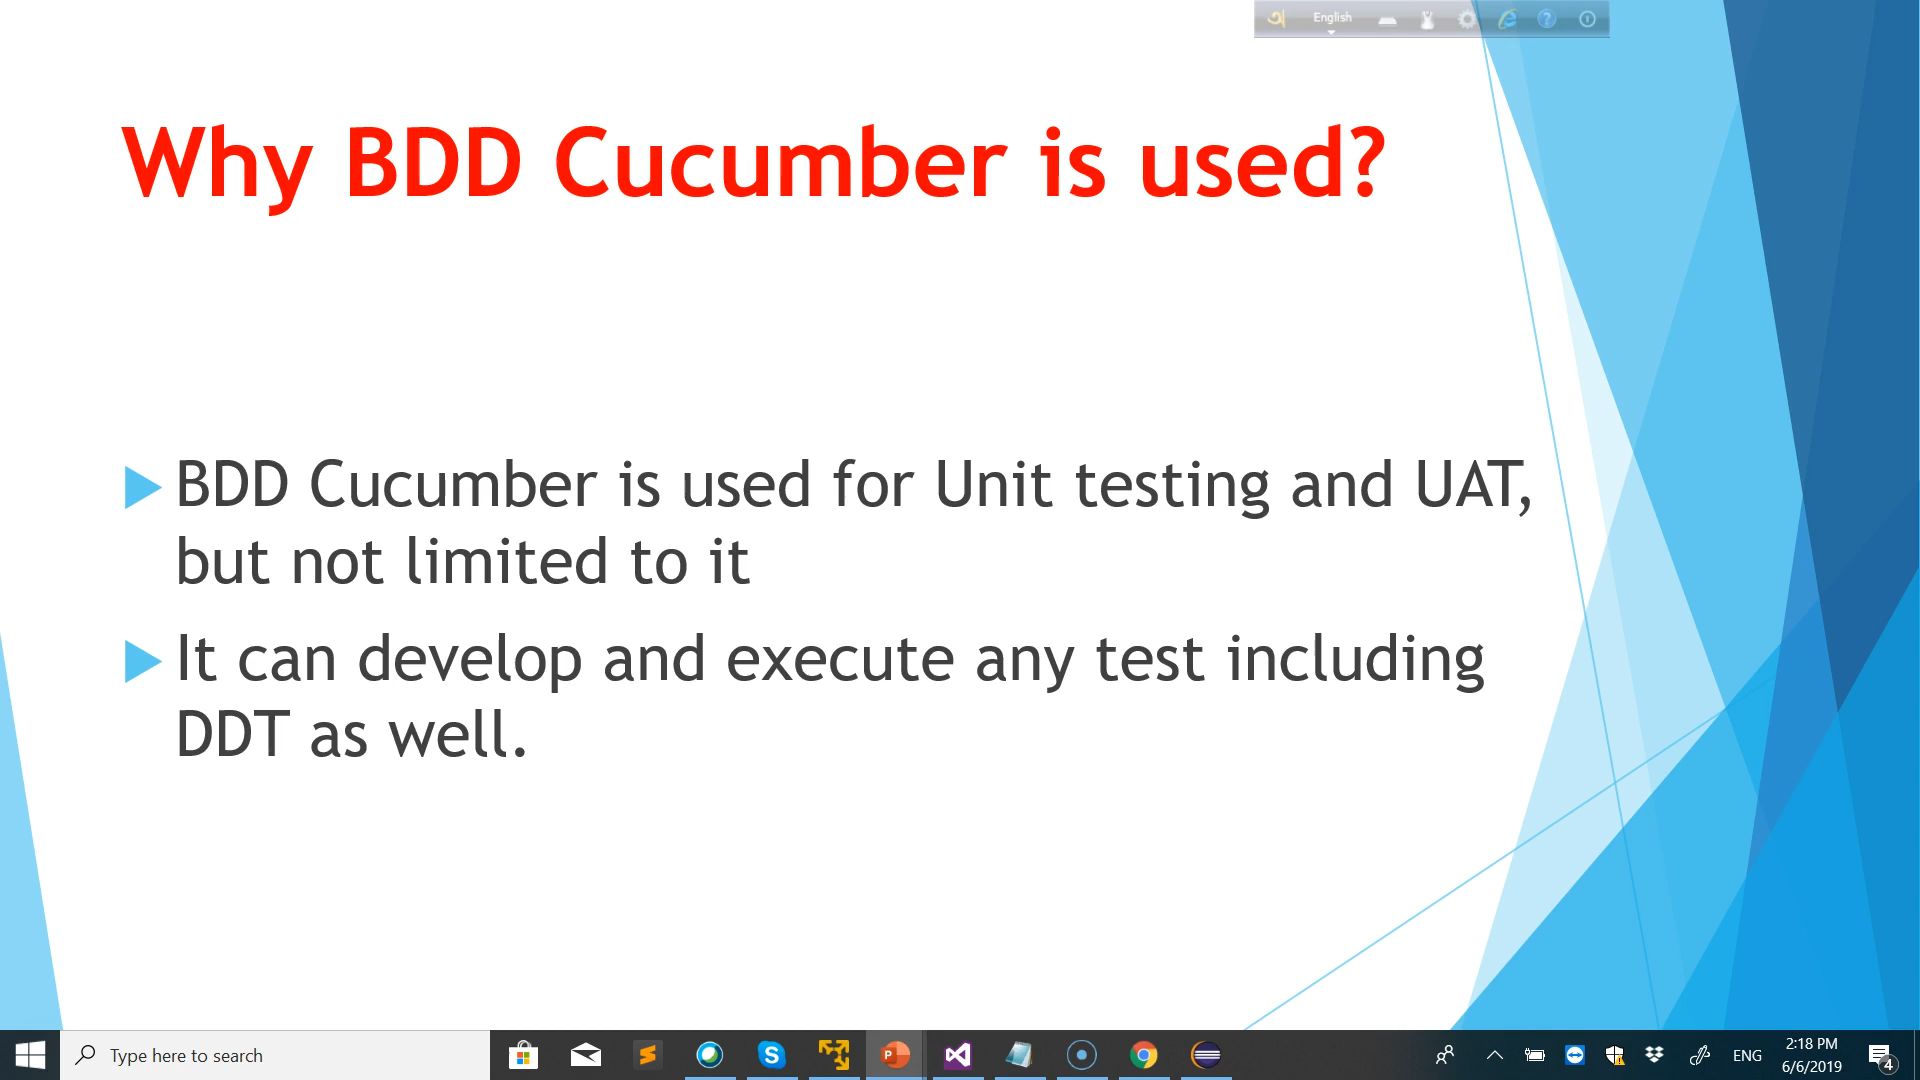 English
Why BDD Cucumber is used?
BDD Cucumber is used for Unit testing and UAT,
but not limited to it
It can develop and execute any test including
DDT as well.
Type here to search
ENG
2:18 PM
6/6/2019
4